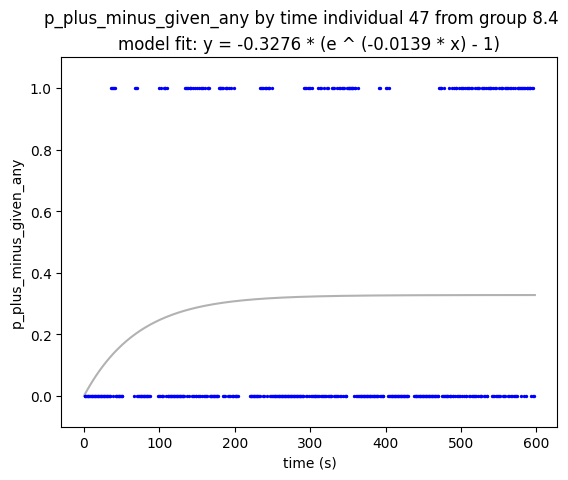 p_plus_minus_given_any by time individual 47 from group 8.4
model fit: y = -0.3276 * (e ^ (-0.0139 * x) - 1)
1.0
0.8
0.6
0.4
0.2
0.0
p_plus_minus_given_any
0 100 200 300 400 500 600
time (s)